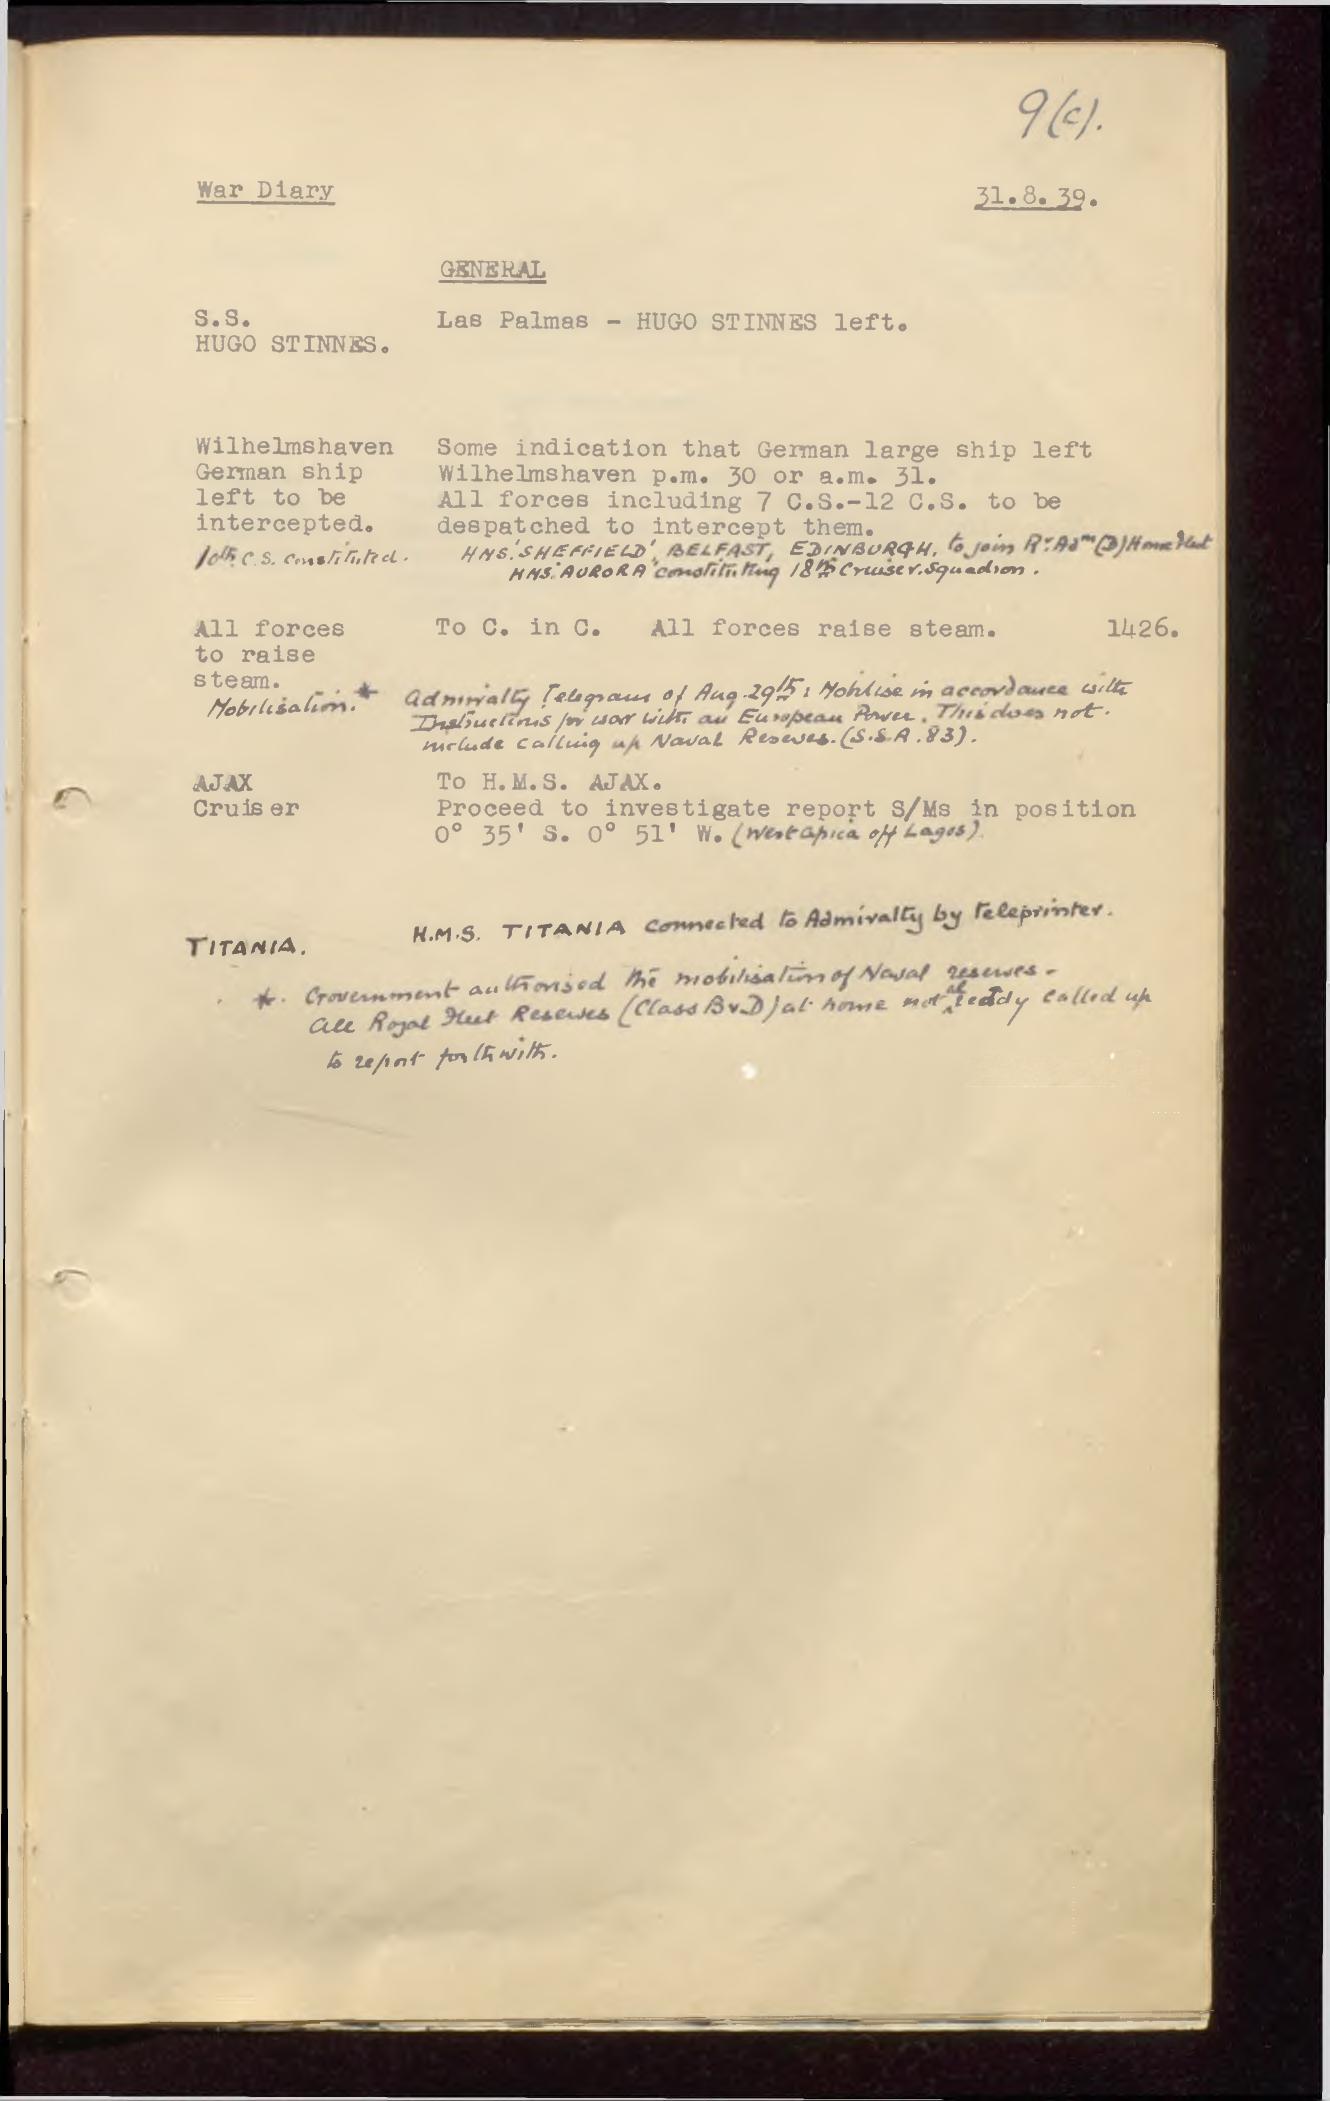 9(c).
War Diary 31.8.39.
GENERAL
S.S. Las Palmas - HUGO STINNES left.
HUGO STINNES.
Wilhelmshaven Some indication that German large ship left
German ship Wilhelmshaven p.m. 30 or a.m. 31.
left to be All forces including 7 C.S.-12 C.S. to be
intercepted. despatched to intercept them.
C.S. constituted. HMS.'SHEFFIELD', BELFAST, EDINBURGH, to join Rr. Adml (D) Home Fleet
HMS.'AURORA' constituting 18th Cruiser Squadron.
All forces To C. in C. All forces raise steam. 1426.
to raise
steam.
Mobilisation.* Admiralty Telegram of Aug. 29th: Mobilise in accordance with
Instructions for war with an European Power. This does not
include calling up Naval Reserves. (S.S.A. 83).
AJAX To H.M.S. AJAX.
Cruiser Proceed to investigate report S/Ms in position
0° 35' S. 0° 51' W. (West Africa off Lagos)
TITANIA. H.M.S. TITANIA connected to Admiralty by teleprinter.
*. Government authorised the mobilisation of Naval reserves -
all Royal Fleet Reserves (Class B v. D) at home not already called up
to report forthwith.